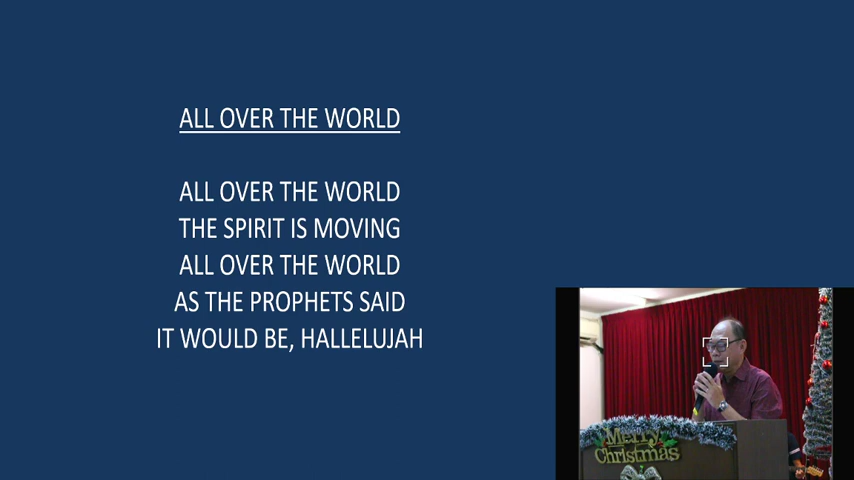 ALL OVER THE WORLD
ALL OVER THE WORLD
THE SPIRIT IS MOVING
ALL OVER THE WORLD
AS THE PROPHETS SAID
IT WOULD BE, HALLELUJAH
Merry
Christmas